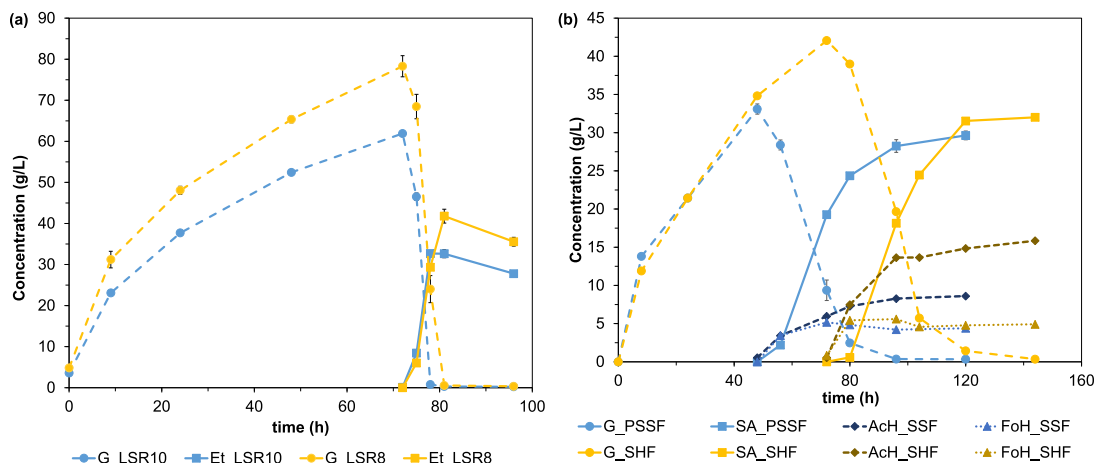 (a)
Concentration (g/L)
90
80
70
60
50
40
30
20
10
0
0 20 40 60 80 100
time (h)
G_LSR10 Et_LSR10 G_LSR8 Et_LSR8
(b)
Concentration (g/L)
45
40
35
30
25
20
15
10
5
0
0 40 80 120 160
time (h)
G_PSSF SA_PSSF AcH_SSF FoH_SSF
G_SHF SA_SHF AcH_SHF FoH_SHF